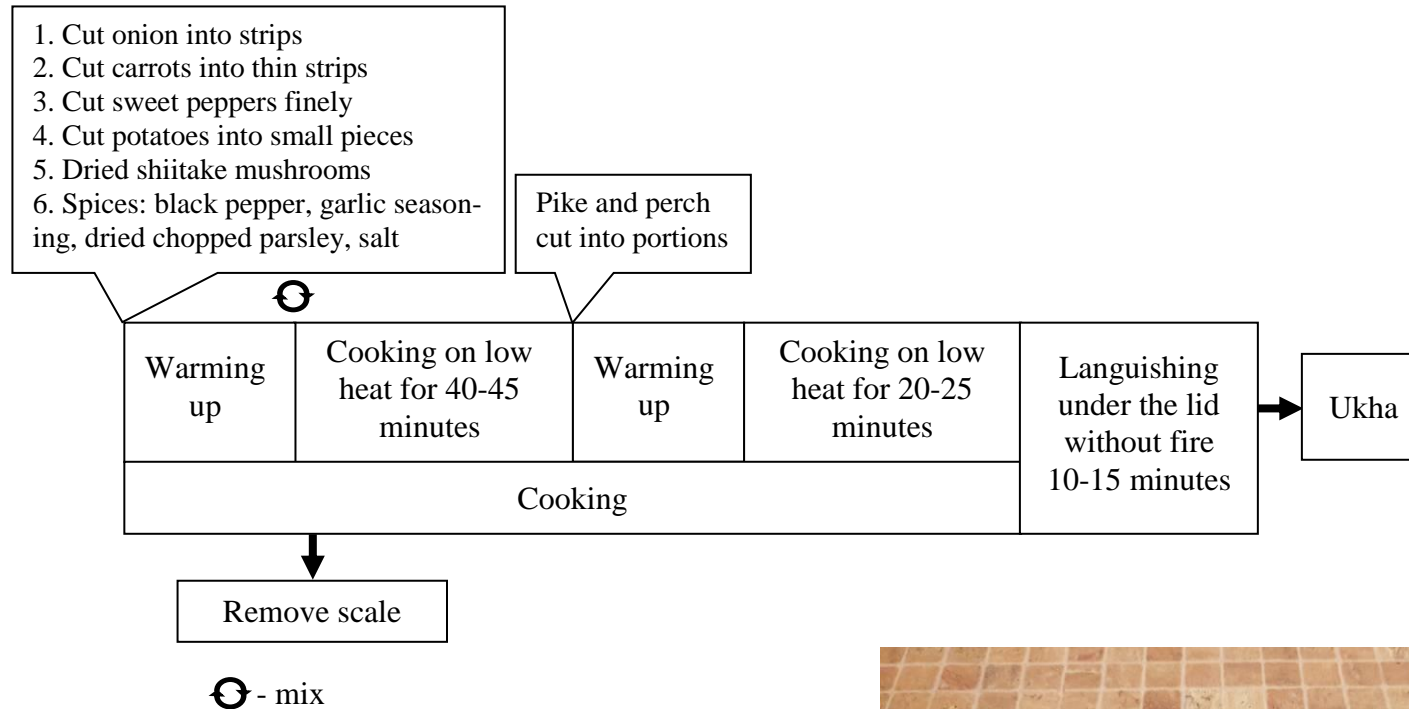 1. Cut onion into strips
2. Cut carrots into thin strips
3. Cut sweet peppers finely
4. Cut potatoes into small pieces
5. Dried shiitake mushrooms
6. Spices: black pepper, garlic season-
ing, dried chopped parsley, salt
Pike and perch
cut into portions
Warming
up
Cooking on low
heat for 40-45
minutes
Warming
up
Cooking on low
heat for 20-25
minutes
Languishing
under the lid
without fire
10-15 minutes
Ukha
Cooking
Remove scale
- mix